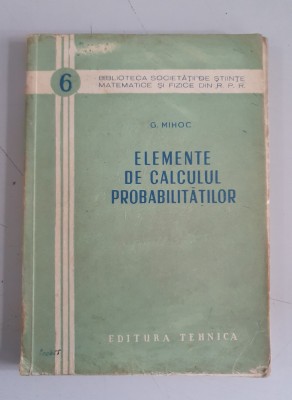 6
BIBLIOTECA SOCIETĂȚII DE ȘTIINȚE
MATEMATICE ȘI FIZICE DIN R. P. R.
G. MIHOC
ELEMENTE
DE CALCULUL
PROBABILITĂȚILOR
EDITURA TEHNICA